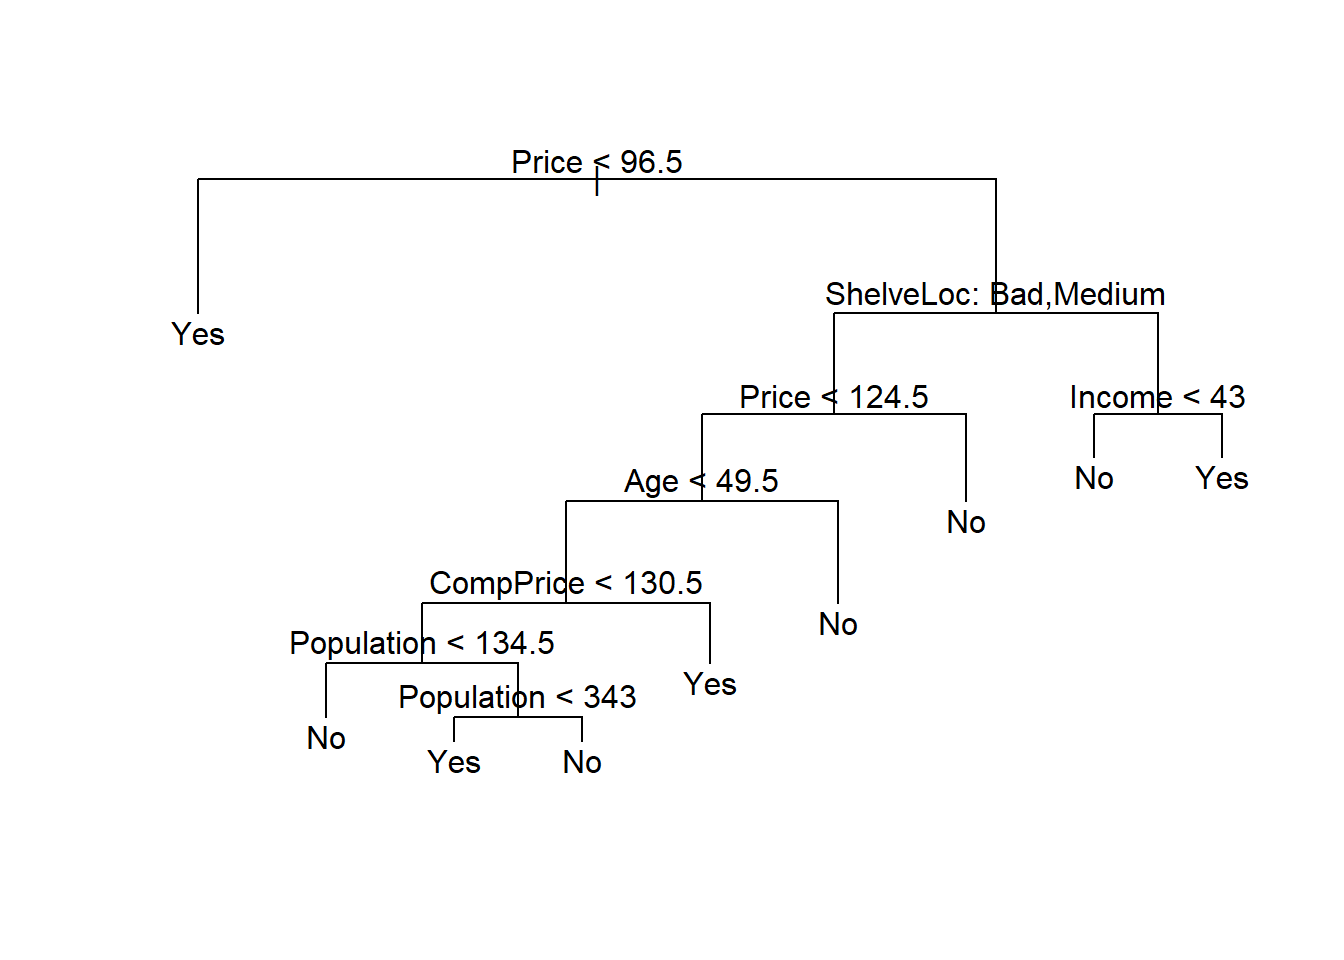 Price < 96.5
ShelveLoc: Bad,Medium
Yes
Price < 124.5
Income < 43
Age < 49.5
No
Yes
No
CompPrice < 130.5
No
Population < 134.5
Yes
Population < 343
No
Yes
No